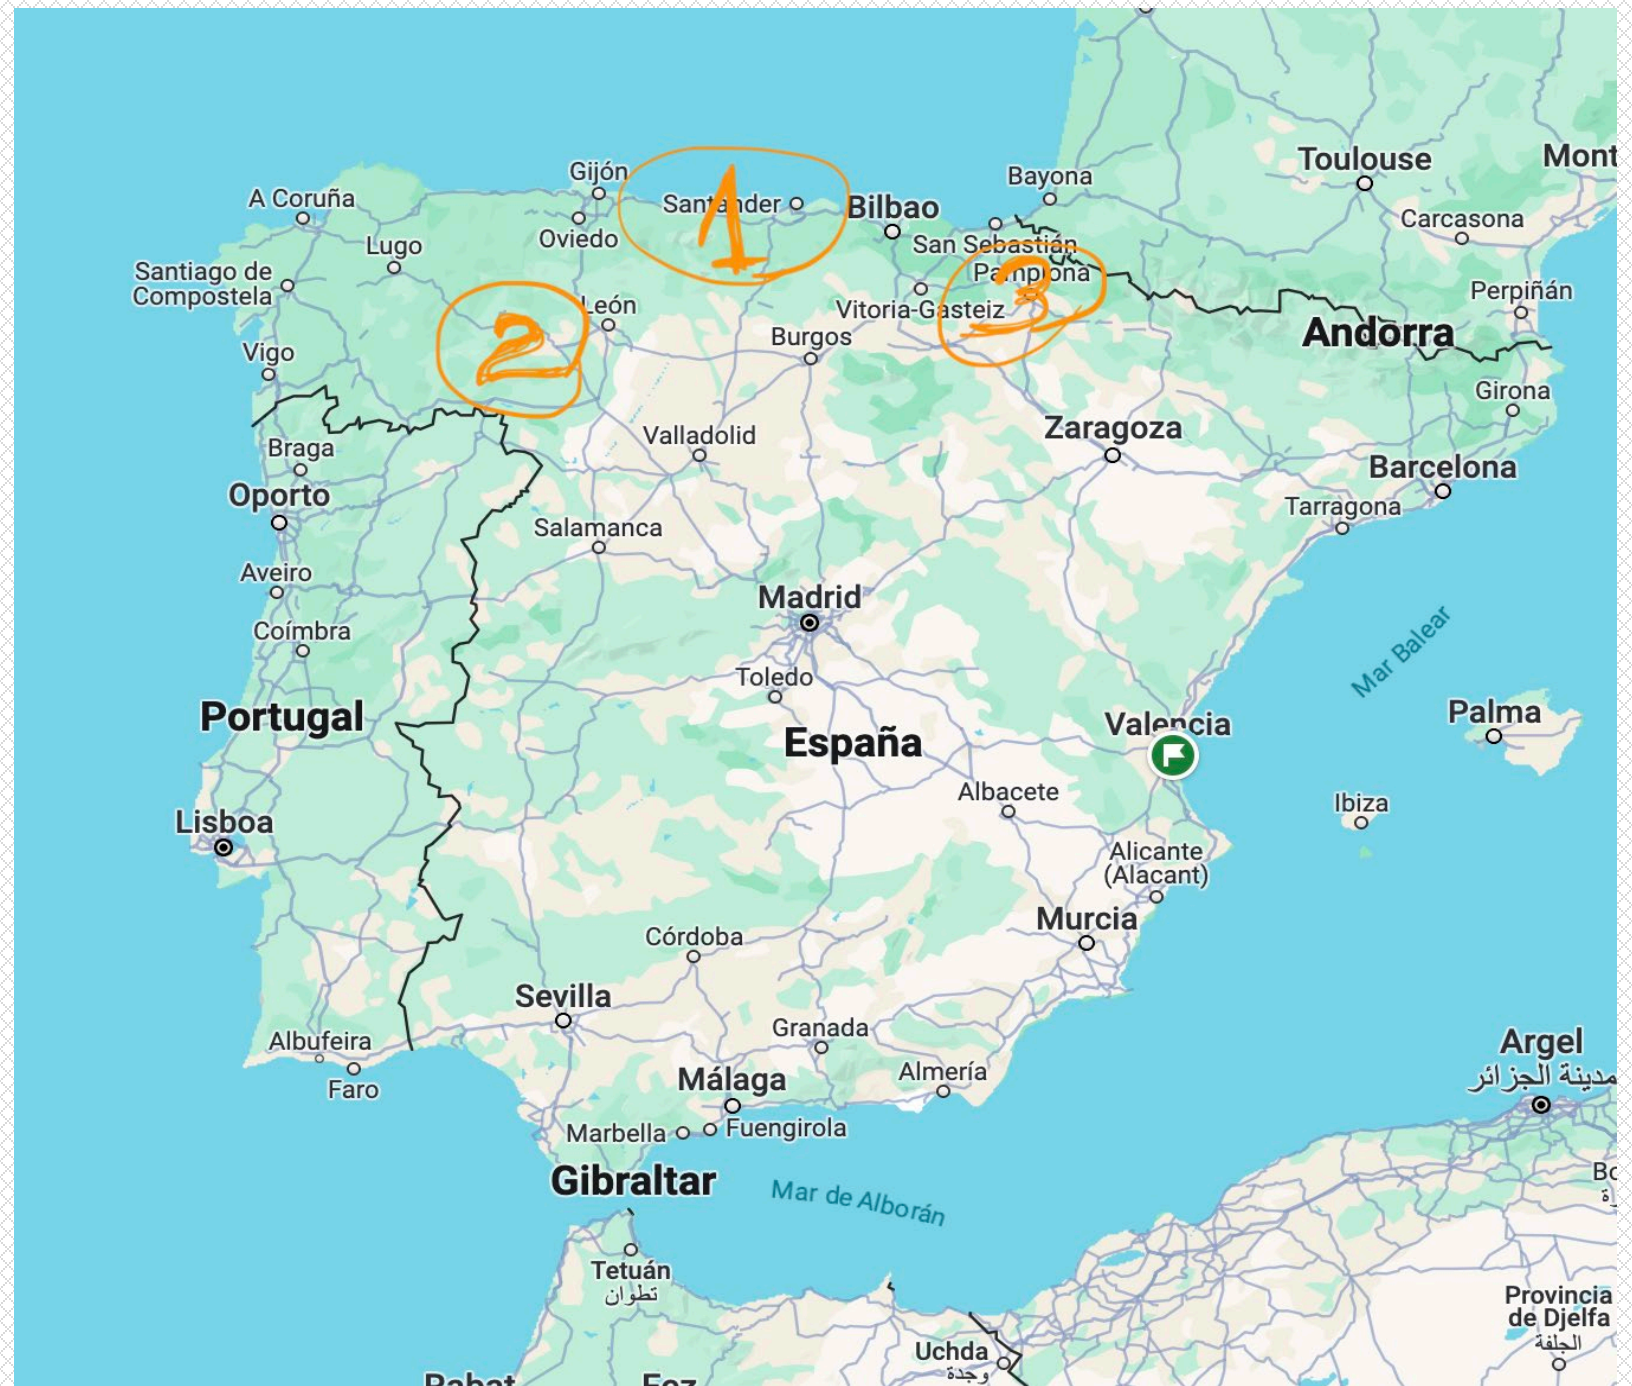 Toulouse
Mont
Gijón
Bayona
A Coruña
Santander
1
Bilbao
Carcasona
Oviedo
Lugo
San Sebastián
Santiago de
Compostela
Pamplona
3
Perpiñán
León
Vitoria-Gasteiz
2
Andorra
Burgos
Vigo
Girona
Zaragoza
Valladolid
Braga
Barcelona
Oporto
Tarragona
Salamanca
Aveiro
Madrid
Coímbra
Mar Balear
Toledo
Portugal
Palma
Valencia
España
Albacete
Ibiza
Lisboa
Alicante
(Alacant)
Murcia
Córdoba
Sevilla
Granada
Albufeira
Argel
مدينة الجزائر
Almería
Málaga
Faro
Fuengirola
Marbella
Gibraltar
Mar de Alborán
Tetuán
تطوان
Provincia
de Djelfa
الجلفة
Uchda
وجدة
Rabat
Fez